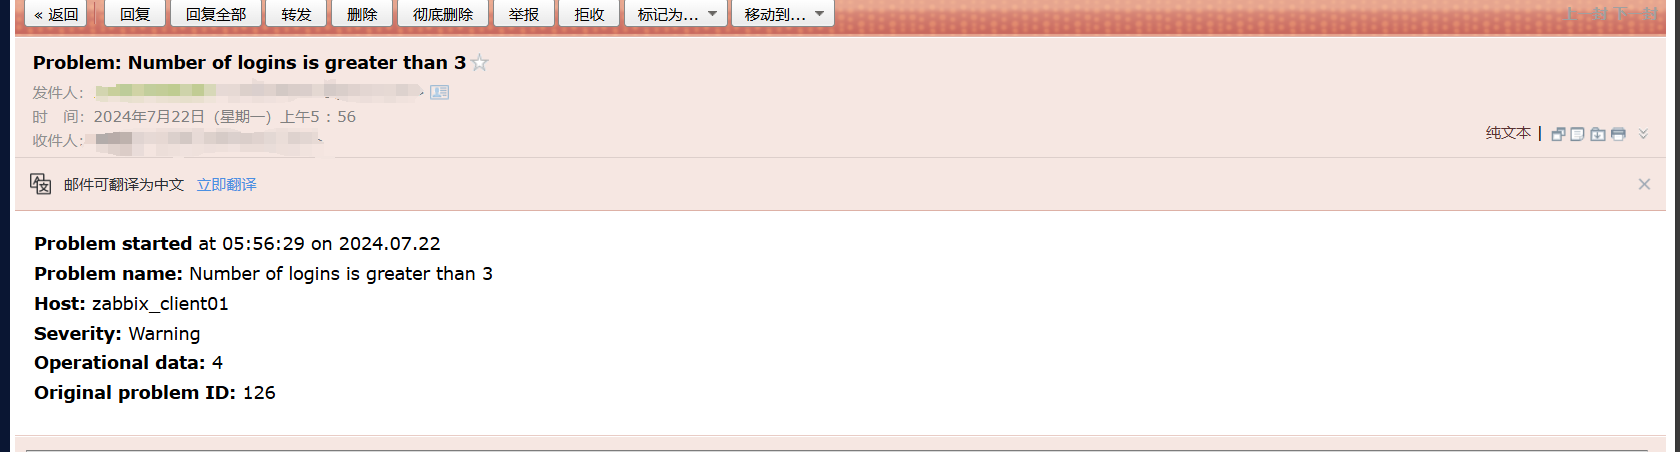 « 返回 回复 回复全部 转发 删除 彻底删除 举报 拒收 标记为... 移动到...
Problem: Number of logins is greater than 3
发件人：
时　间：2024年7月22日（星期一）上午5：56
收件人：
纯文本 |
邮件可翻译为中文 立即翻译
Problem started at 05:56:29 on 2024.07.22
Problem name: Number of logins is greater than 3
Host: zabbix_client01
Severity: Warning
Operational data: 4
Original problem ID: 126